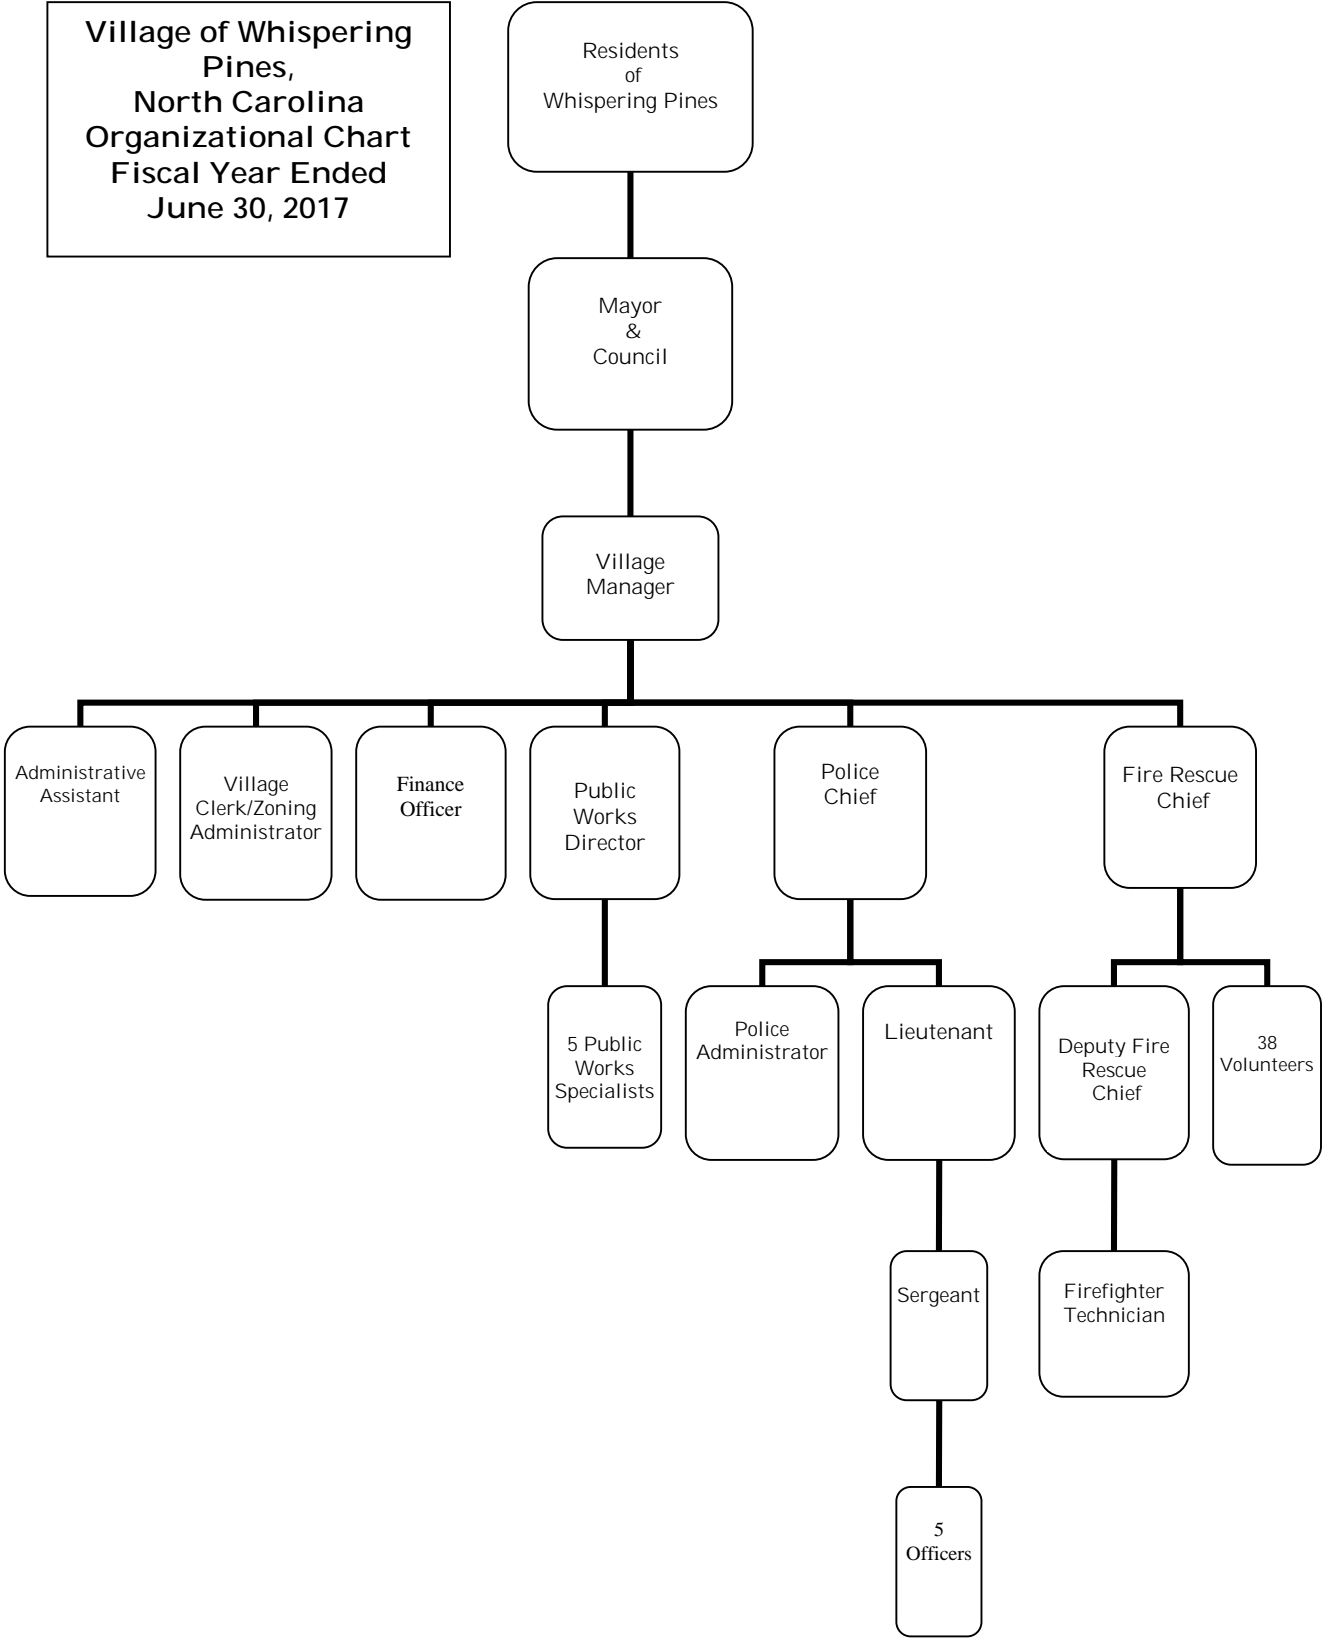 Village of Whispering
Pines,
North Carolina
Organizational Chart
Fiscal Year Ended
June 30, 2017
Residents
of
Whispering Pines
Mayor
&
Council
Village
Manager
Administrative
Assistant
Village
Clerk/Zoning
Administrator
Finance
Officer
Public
Works
Director
Police
Chief
Fire Rescue
Chief
5 Public
Works
Specialists
Police
Administrator
Lieutenant
Deputy Fire
Rescue
Chief
38
Volunteers
Sergeant
Firefighter
Technician
5
Officers